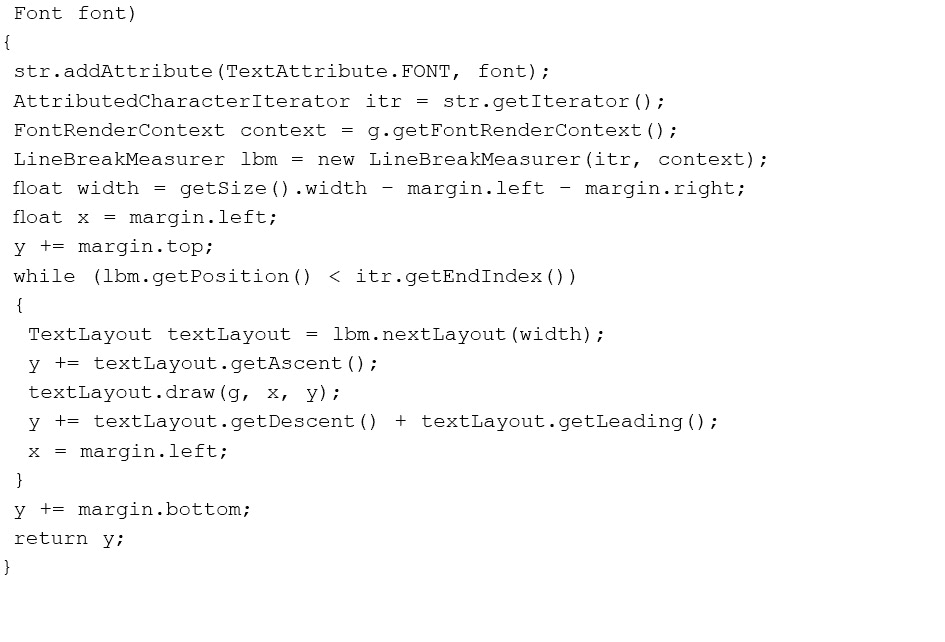 Font font)
{
str.addAttribute(TextAttribute.FONT, font);
AttributedCharacterIterator itr = str.getIterator();
FontRenderContext context = g.getFontRenderContext();
LineBreakMeasurer lbm = new LineBreakMeasurer(itr, context);
float width = getSize().width - margin.left - margin.right;
float x = margin.left;
y += margin.top;
while (lbm.getPosition() < itr.getEndIndex())
{
TextLayout textLayout = lbm.nextLayout(width);
y += textLayout.getAscent();
textLayout.draw(g, x, y);
y += textLayout.getDescent() + textLayout.getLeading();
x = margin.left;
}
y += margin.bottom;
return y;
}